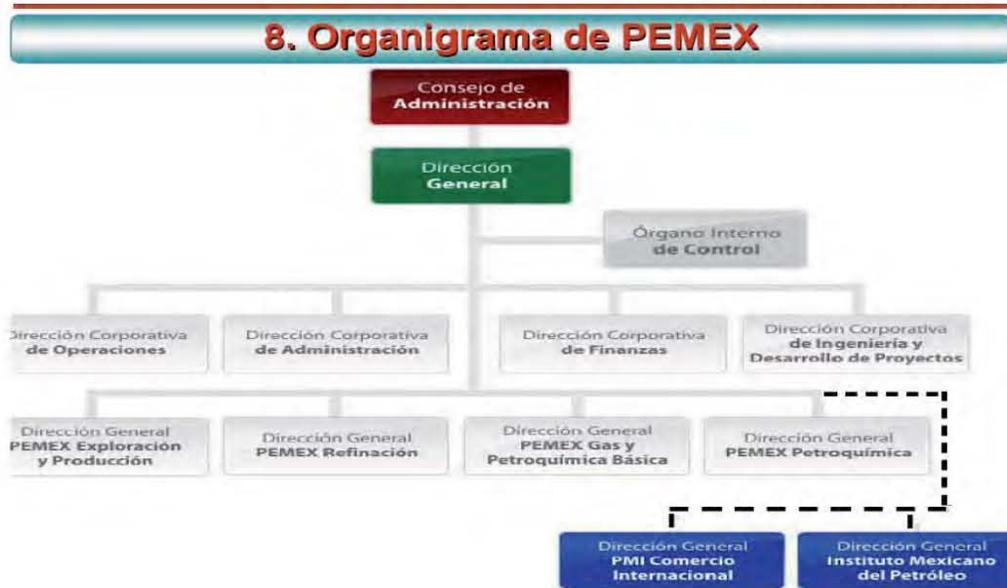 8. Organigrama de PEMEX
Consejo de
Administración
Dirección
General
Órgano Interno
de Control
Dirección Corporativa
de Operaciones
Dirección Corporativa
de Administración
Dirección Corporativa
de Finanzas
Dirección Corporativa
de Ingeniería y
Desarrollo de Proyectos
Dirección General
PEMEX Exploración
y Producción
Dirección General
PEMEX Refinación
Dirección General
PEMEX Gas y
Petroquímica Básica
Dirección General
PEMEX Petroquímica
Dirección General
PMI Comercio
Internacional
Dirección General
Instituto Mexicano
del Petróleo